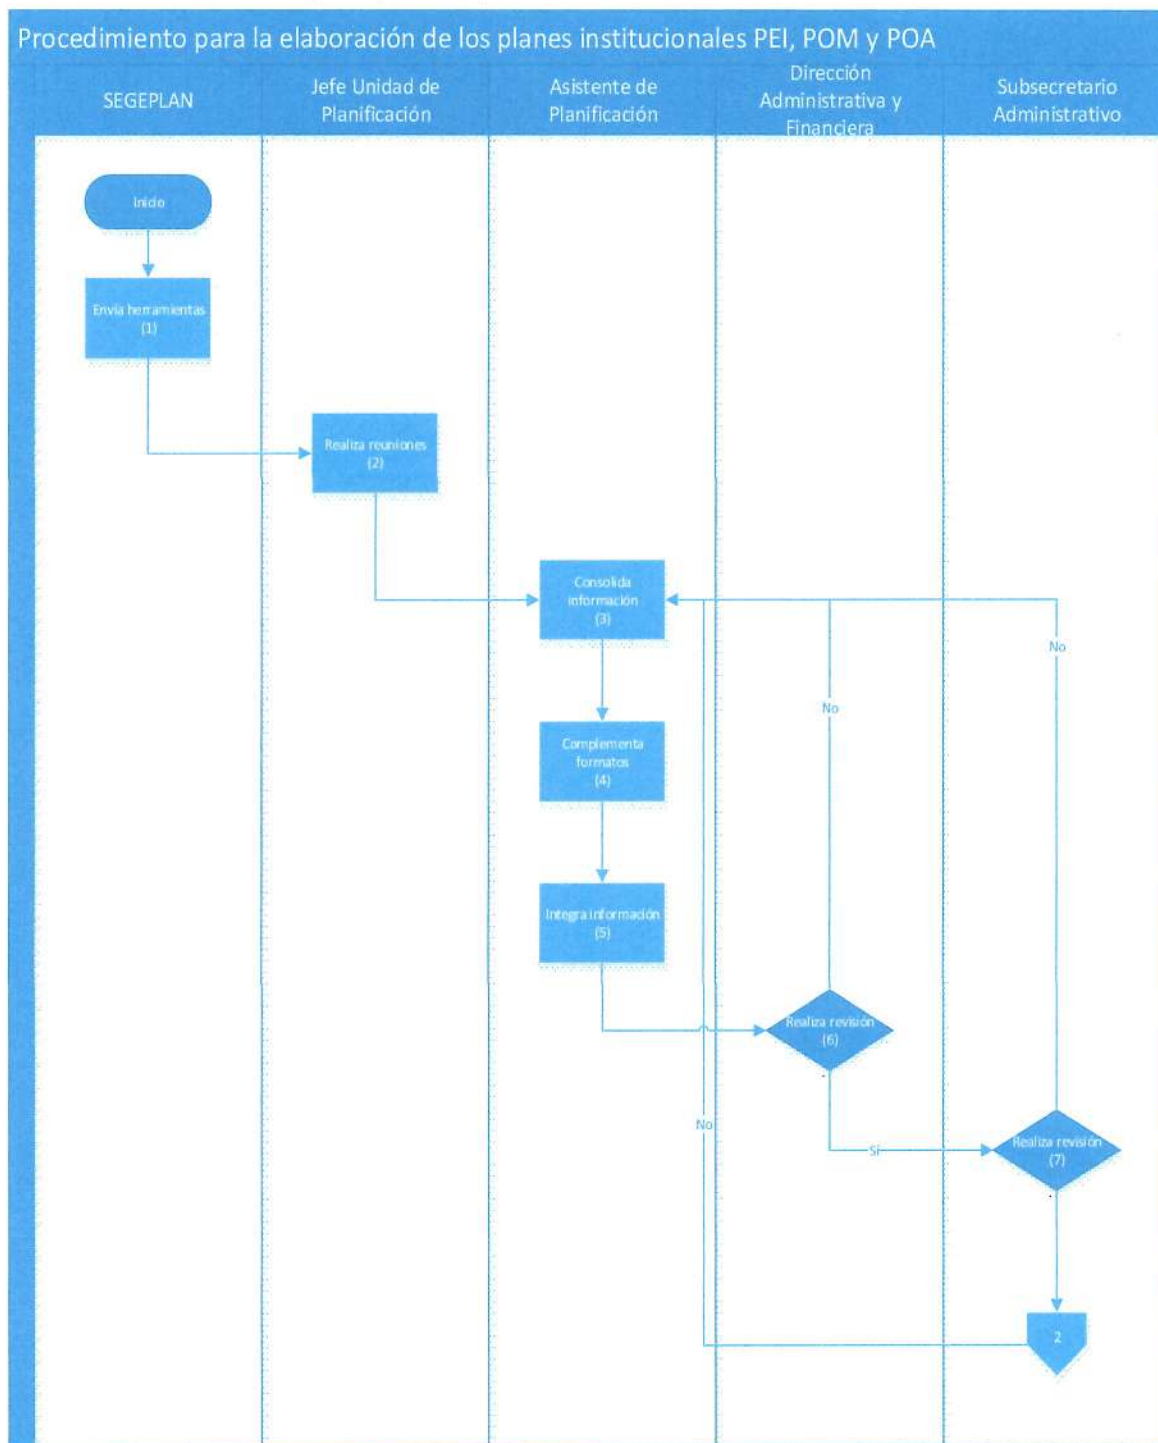 Procedimiento para la elaboración de los planes institucionales PEI, POM y POA
SEGEPLAN
Jefe Unidad de
Planificación
Asistente de
Planificación
Dirección
Administrativa y
Financiera
Subsecretario
Administrativo
Inicio
Envía herramientas
(1)
Realiza reuniones
(2)
Consolida
información
(3)
No
No
Complementa
formatos
(4)
Integra información
(5)
Realiza revisión
(6)
No
Sí
Realiza revisión
(7)
2